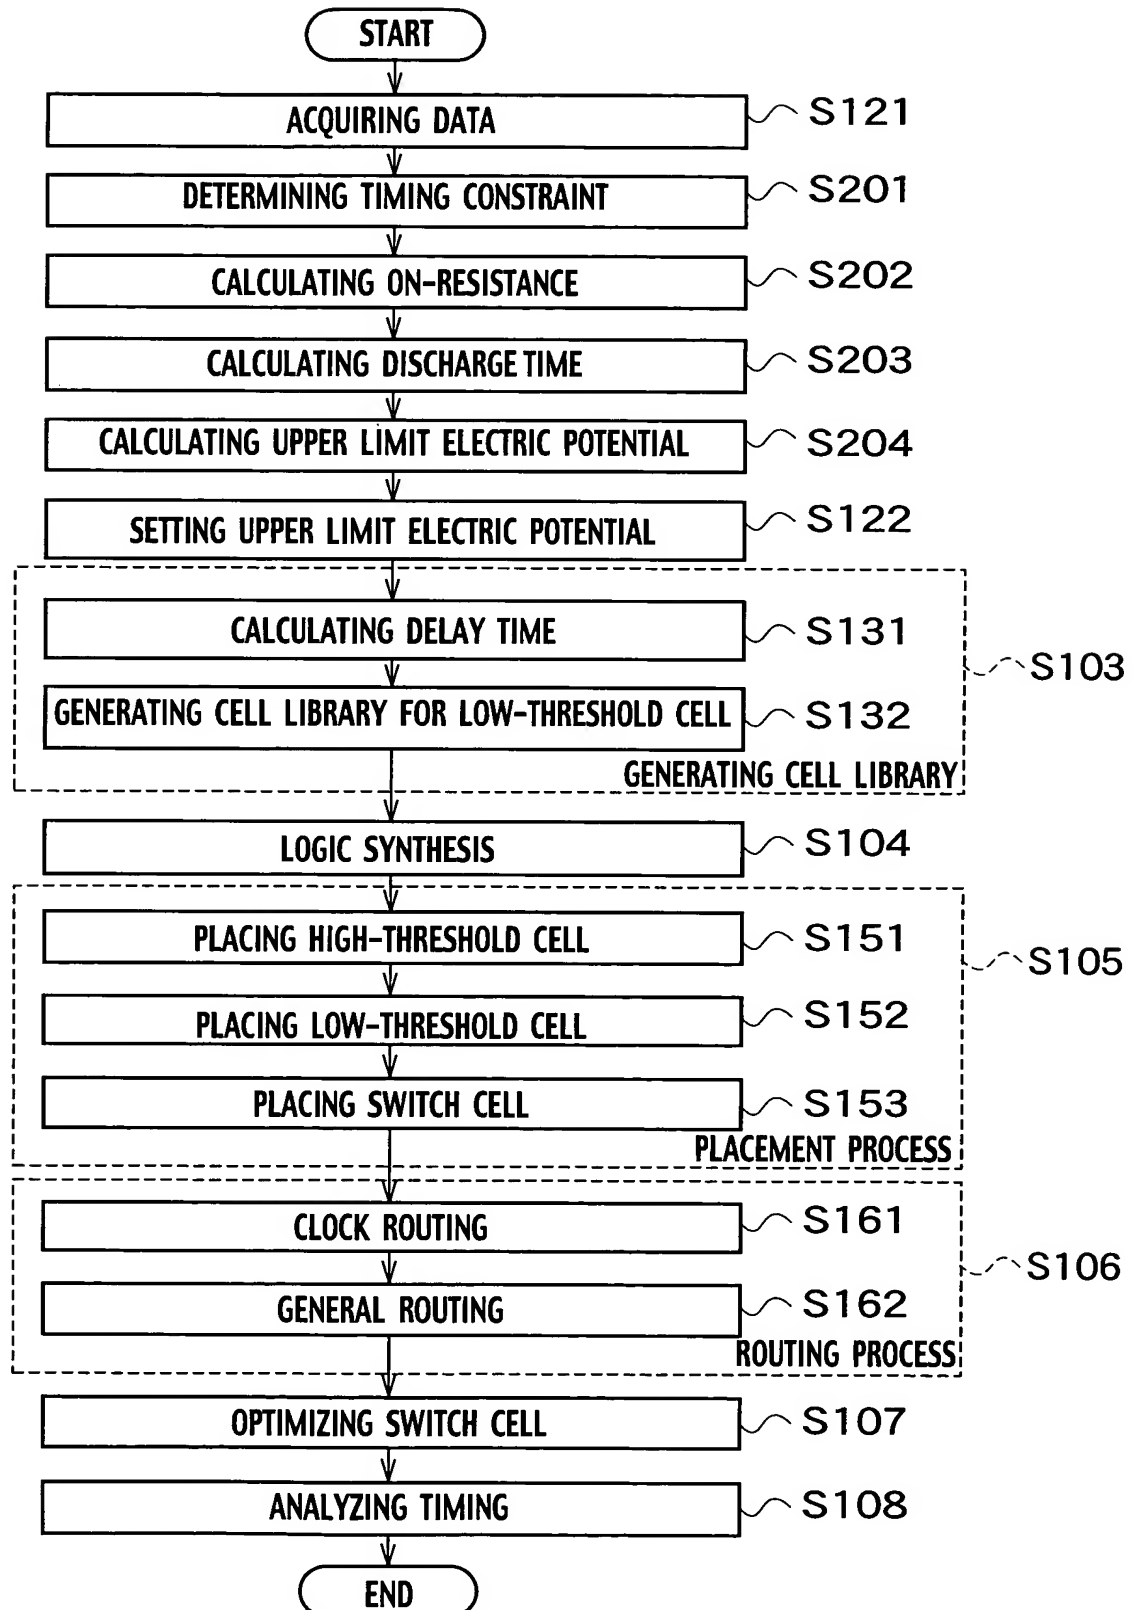 START
ACQUIRING DATA S121
DETERMINING TIMING CONSTRAINT S201
CALCULATING ON-RESISTANCE S202
CALCULATING DISCHARGE TIME S203
CALCULATING UPPER LIMIT ELECTRIC POTENTIAL S204
SETTING UPPER LIMIT ELECTRIC POTENTIAL S122
CALCULATING DELAY TIME S131
S103
GENERATING CELL LIBRARY FOR LOW-THRESHOLD CELL S132
GENERATING CELL LIBRARY
LOGIC SYNTHESIS S104
PLACING HIGH-THRESHOLD CELL S151
S105
PLACING LOW-THRESHOLD CELL S152
PLACING SWITCH CELL S153
PLACEMENT PROCESS
CLOCK ROUTING S161
S106
GENERAL ROUTING S162
ROUTING PROCESS
OPTIMIZING SWITCH CELL S107
ANALYZING TIMING S108
END